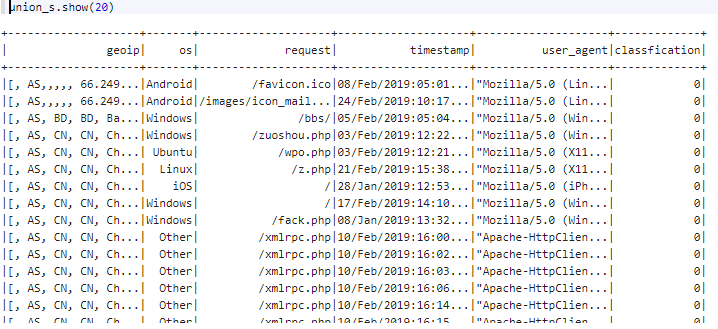 union_s.show(20)
+--------------------+-------+--------------------+--------------------+--------------------+-------------+
| geoip| os| request| timestamp| user_agent|classfication|
+--------------------+-------+--------------------+--------------------+--------------------+-------------+
|[, AS,,,,, 66.249...|Android| /favicon.ico|08/Feb/2019:05:01...|"Mozilla/5.0 (Lin...| 0|
|[, AS,,,,, 66.249...|Android|/images/icon_mail...|24/Feb/2019:10:17...|"Mozilla/5.0 (Lin...| 0|
|[, AS, BD, BD, Ba...|Windows| /bbs/|05/Feb/2019:05:04...|"Mozilla/5.0 (Win...| 0|
|[, AS, CN, CN, Ch...|Windows| /zuoshou.php|03/Feb/2019:12:22...|"Mozilla/5.0 (Win...| 0|
|[, AS, CN, CN, Ch...| Ubuntu| /wpo.php|03/Feb/2019:12:21...|"Mozilla/5.0 (X11...| 0|
|[, AS, CN, CN, Ch...| Linux| /z.php|21/Feb/2019:15:38...|"Mozilla/5.0 (X11...| 0|
|[, AS, CN, CN, Ch...| iOS| /|28/Jan/2019:12:53...|"Mozilla/5.0 (iPh...| 0|
|[, AS, CN, CN, Ch...|Windows| /|17/Feb/2019:14:10...|"Mozilla/5.0 (Win...| 0|
|[, AS, CN, CN, Ch...|Windows| /fack.php|08/Jan/2019:13:32...|"Mozilla/5.0 (Win...| 0|
|[, AS, CN, CN, Ch...| Other| /xmlrpc.php|10/Feb/2019:16:00...|"Apache-HttpClien...| 0|
|[, AS, CN, CN, Ch...| Other| /xmlrpc.php|10/Feb/2019:16:02...|"Apache-HttpClien...| 0|
|[, AS, CN, CN, Ch...| Other| /xmlrpc.php|10/Feb/2019:16:03...|"Apache-HttpClien...| 0|
|[, AS, CN, CN, Ch...| Other| /xmlrpc.php|10/Feb/2019:16:06...|"Apache-HttpClien...| 0|
|[, AS, CN, CN, Ch...| Other| /xmlrpc.php|10/Feb/2019:16:14...|"Apache-HttpClien...| 0|
|[, AS, CN, CN, Ch...| Other| /xmlrpc.php|10/Feb/2019:16:15...|"Apache-HttpClien...| 0|